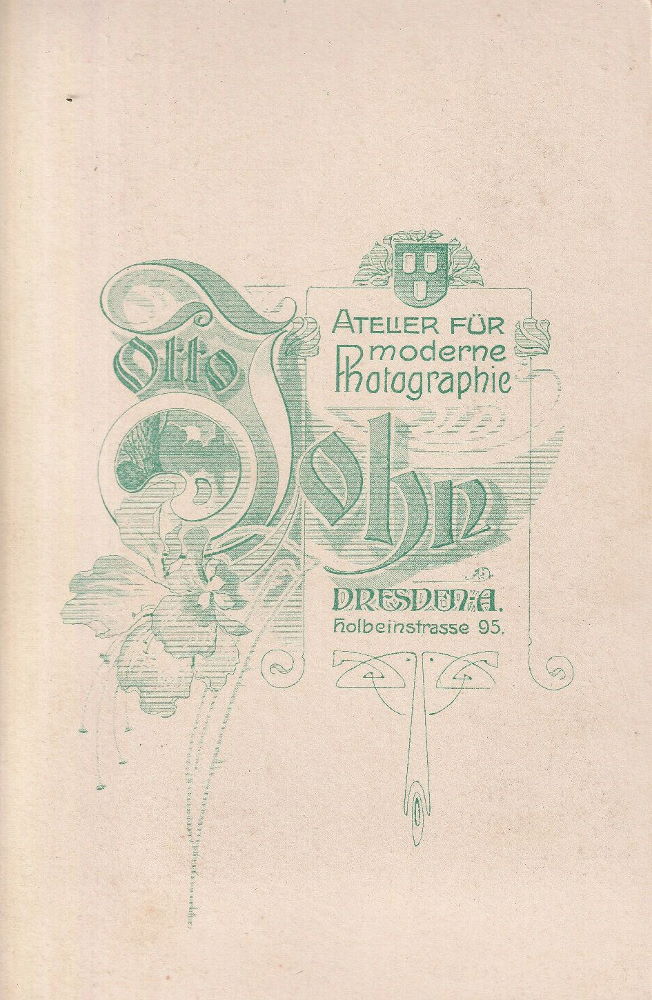 Otto
John
ATELIER FÜR
moderne
Photographie
DRESDEN-A.
Holbeinstrasse 95.